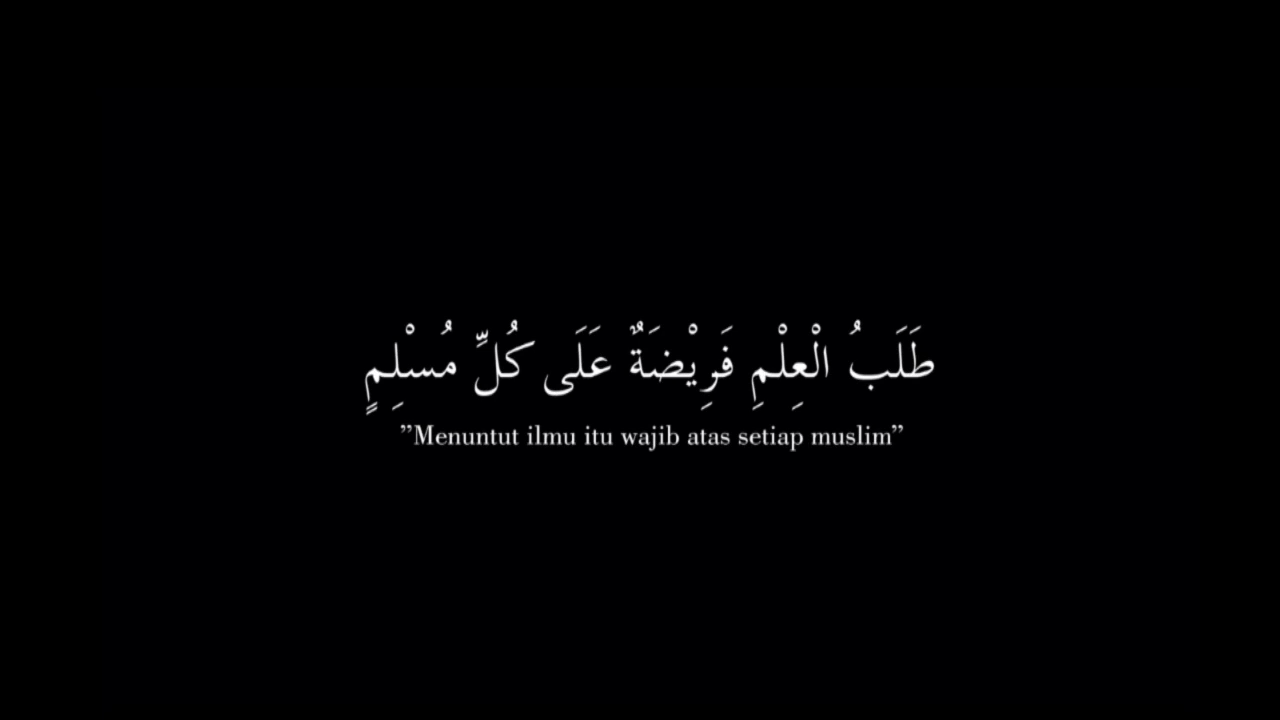 طَلَبُ الْعِلْمِ فَرِيْضَةٌ عَلَى كُلِّ مُسْلِمٍ
”Menuntut ilmu itu wajib atas setiap muslim”